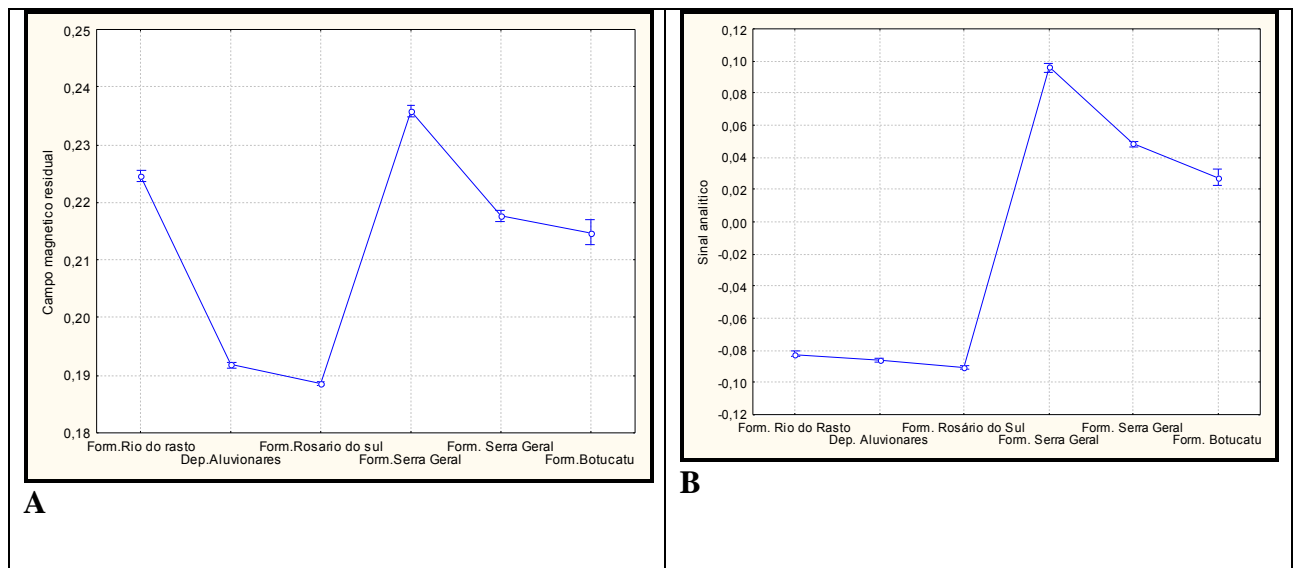 0,25
0,24
0,23
0,22
0,21
0,20
0,19
0,18
Campo magnetico residual
Form.Rio do rasto
Dep.Aluvionares
Form.Rosario do sul
Form.Serra Geral
Form. Serra Geral
Form.Botucatu
A
0,12
0,10
0,08
0,06
0,04
0,02
0,00
-0,02
-0,04
-0,06
-0,08
-0,10
-0,12
Sinal analitico
Form. Rio do Rasto
Dep. Aluvionares
Form. Rosário do Sul
Form. Serra Geral
Form. Serra Geral
Form. Botucatu
B